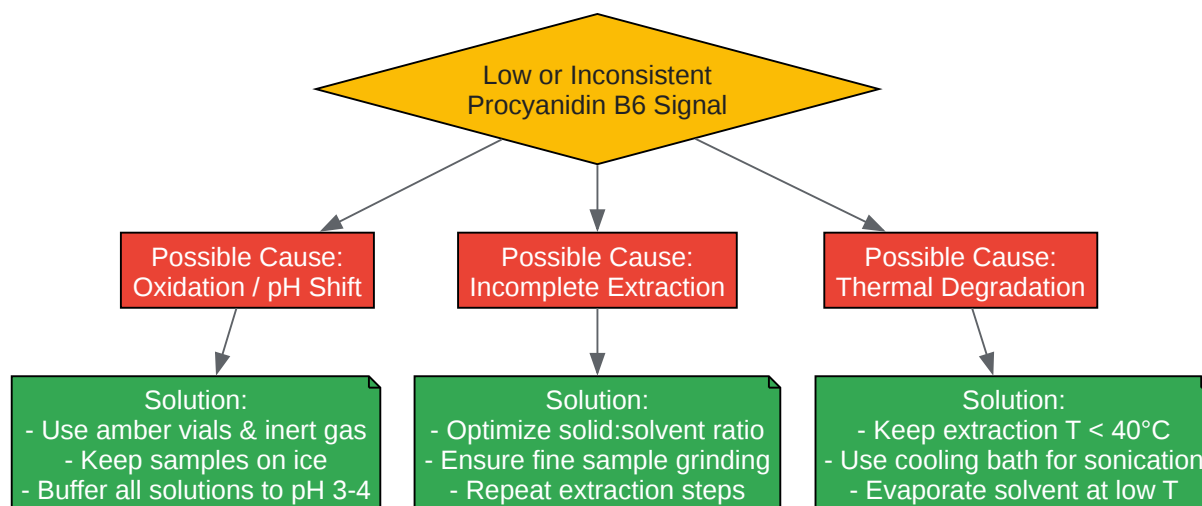 Low or Inconsistent
Procyanidin B6 Signal
Possible Cause:
Oxidation / pH Shift
Possible Cause:
Incomplete Extraction
Possible Cause:
Thermal Degradation
Solution:
- Use amber vials & inert gas
- Keep samples on ice
- Buffer all solutions to pH 3-4
Solution:
- Optimize solid:solvent ratio
- Ensure fine sample grinding
- Repeat extraction steps
Solution:
- Keep extraction T < 40°C
- Use cooling bath for sonication
- Evaporate solvent at low T